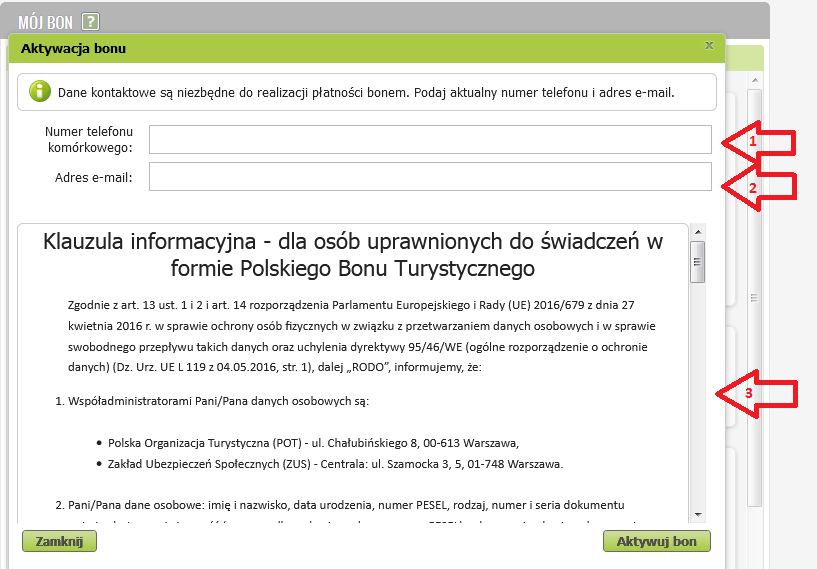 MÓJ BON ?
Aktywacja bonu x
Dane kontaktowe są niezbędne do realizacji płatności bonem. Podaj aktualny numer telefonu i adres e-mail.
Numer telefonu
komórkowego:
1
Adres e-mail:
2
Klauzula informacyjna - dla osób uprawnionych do świadczeń w
formie Polskiego Bonu Turystycznego
Zgodnie z art. 13 ust. 1 i 2 i art. 14 rozporządzenia Parlamentu Europejskiego i Rady (UE) 2016/679 z dnia 27
kwietnia 2016 r. w sprawie ochrony osób fizycznych w związku z przetwarzaniem danych osobowych i w sprawie
swobodnego przepływu takich danych oraz uchylenia dyrektywy 95/46/WE (ogólne rozporządzenie o ochronie
danych) (Dz. Urz. UE L 119 z 04.05.2016, str. 1), dalej „RODO”, informujemy, że:
3
1. Współadministratorami Pani/Pana danych osobowych są:
• Polska Organizacja Turystyczna (POT) - ul. Chałubińskiego 8, 00-613 Warszawa,
• Zakład Ubezpieczeń Społecznych (ZUS) - Centrala: ul. Szamocka 3, 5, 01-748 Warszawa.
2. Pani/Pana dane osobowe: imię i nazwisko, data urodzenia, numer PESEL, rodzaj, numer i seria dokumentu
Zamknij
Aktywuj bon